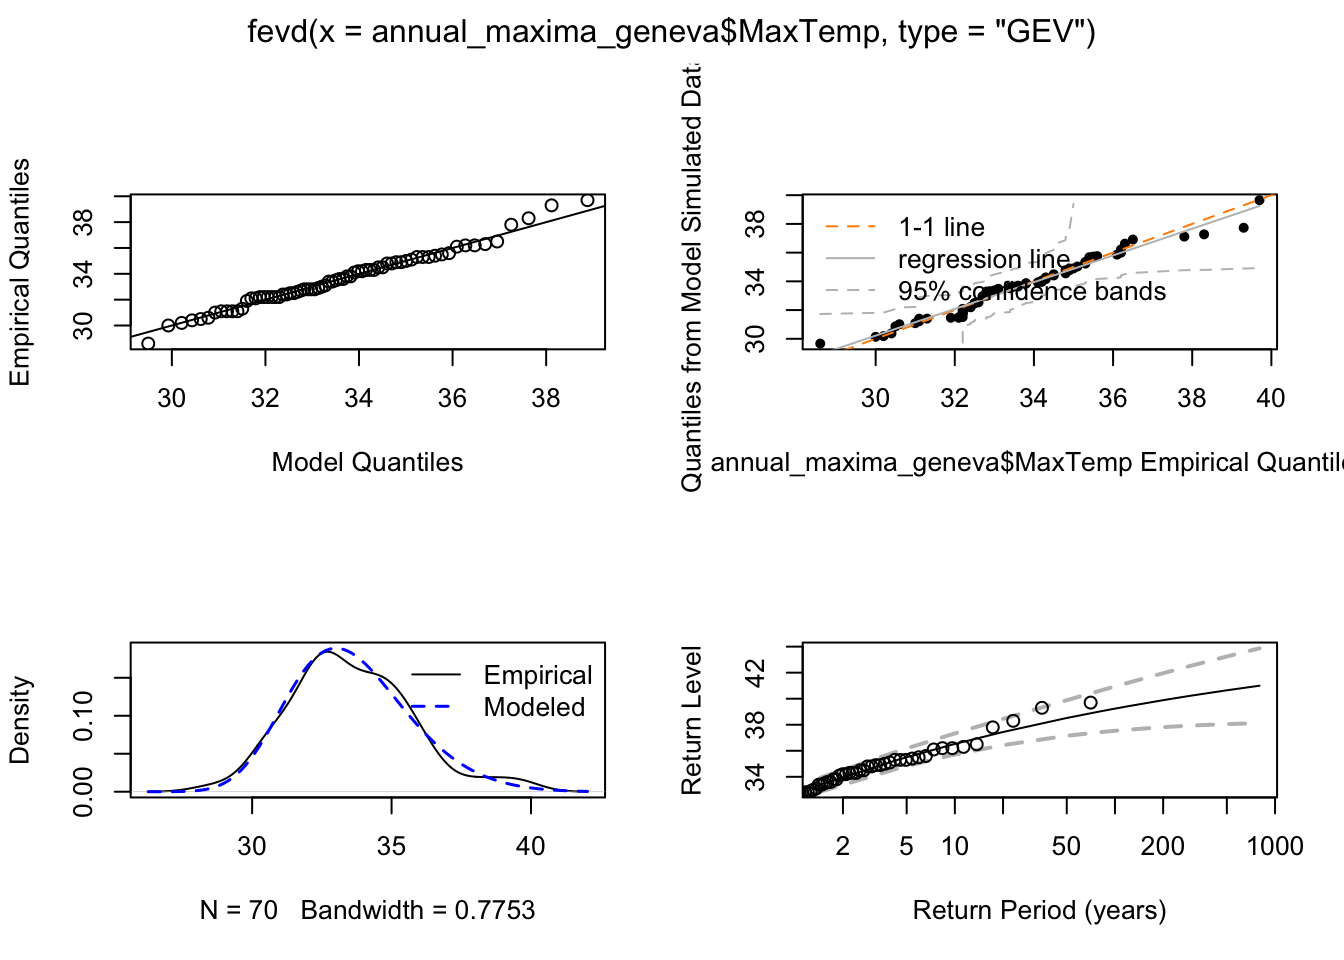 fevd(x = annual_maxima_geneva$MaxTemp, type = "GEV")
Empirical Quantiles
38
34
30
30 32 34 36 38
Model Quantiles
Quantiles from Model Simulated Dat
38
34
30
1-1 line
regression line
95% confidence bands
30 32 34 36 38 40
annual_maxima_geneva$MaxTemp Empirical Quantil
Density
0.10
0.00
Empirical
Modeled
30 35 40
N = 70 Bandwidth = 0.7753
Return Level
42
38
34
2 5 10 50 200 1000
Return Period (years)